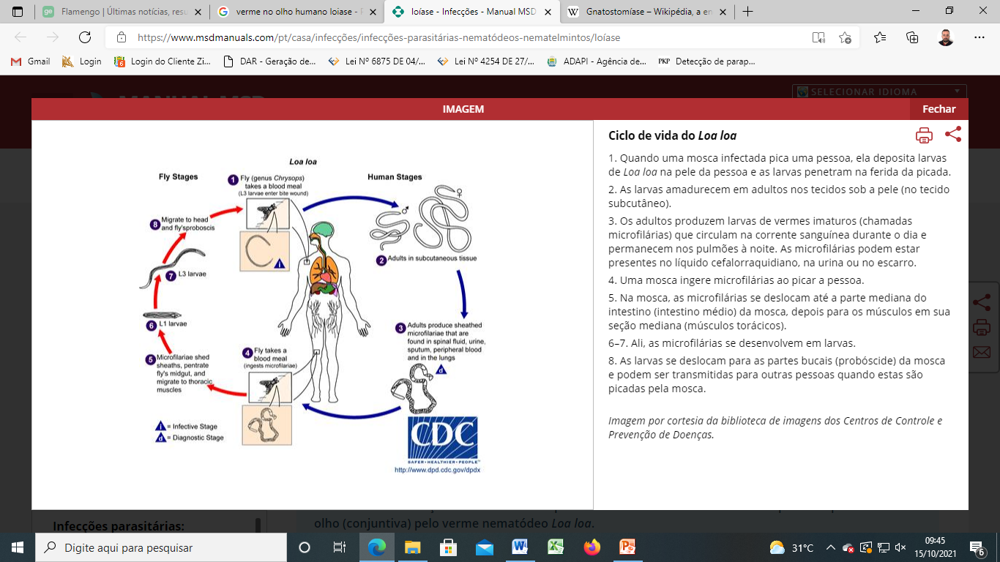 Flamengo | Últimas notícias, resu
verme no olho humano loiase - P
loíase - Infecções - Manual MSD
Gnatostomíase – Wikipédia, a en
https://www.msdmanuals.com/pt/casa/infecções/infecções-parasitárias-nematódeos-nematelmintos/loíase
Gmail
Login
Login do Cliente Zi...
DAR - Geração de...
Lei Nº 6875 DE 04/...
Lei Nº 4254 DE 27/...
ADAPI - Agência de...
PKP Detecção de parap...
MANUAL MSD
SELECIONAR IDIOMA
IMAGEM
Fechar
Loa loa
Fly Stages
Human Stages
1 Fly (genus Chrysops)
takes a blood meal
(L3 larvae enter bite wound)
8 Migrate to head
and fly'sproboscis
i
2 Adults in subcutaneous tissue
7 L3 larvae
6 L1 larvae
3 Adults produce sheathed
microfilariae that are
found in spinal fluid, urine,
sputum, peripheral blood
and in the lungs
d
4 Fly takes a
blood meal
(ingests microfilariae)
5 Microfilariae shed
sheaths, pentrate
fly's midgut, and
migrate to thoracic
muscles
i = Infective Stage
d = Diagnostic Stage
CDC
SAFER·HEALTHIER·PEOPLE™
http://www.dpd.cdc.gov/dpdx
Ciclo de vida do Loa loa
1. Quando uma mosca infectada pica uma pessoa, ela deposita larvas
de Loa loa na pele da pessoa e as larvas penetram na ferida da picada.
2. As larvas amadurecem em adultos nos tecidos sob a pele (no tecido
subcutâneo).
3. Os adultos produzem larvas de vermes imaturos (chamadas
microfilárias) que circulam na corrente sanguínea durante o dia e
permanecem nos pulmões à noite. As microfilárias podem estar
presentes no líquido cefalorraquidiano, na urina ou no escarro.
4. Uma mosca ingere microfilárias ao picar a pessoa.
5. Na mosca, as microfilárias se deslocam até a parte mediana do
intestino (intestino médio) da mosca, depois para os músculos em sua
seção mediana (músculos torácicos).
6–7. Ali, as microfilárias se desenvolvem em larvas.
8. As larvas se deslocam para as partes bucais (probóscide) da mosca
e podem ser transmitidas para outras pessoas quando estas são
picadas pela mosca.
Imagem por cortesia da biblioteca de imagens dos Centros de Controle e
Prevenção de Doenças.
Infecções parasitárias:
olho (conjuntiva) pelo verme nematódeo Loa loa.
Digite aqui para pesquisar
31°C
09:45
15/10/2021
6